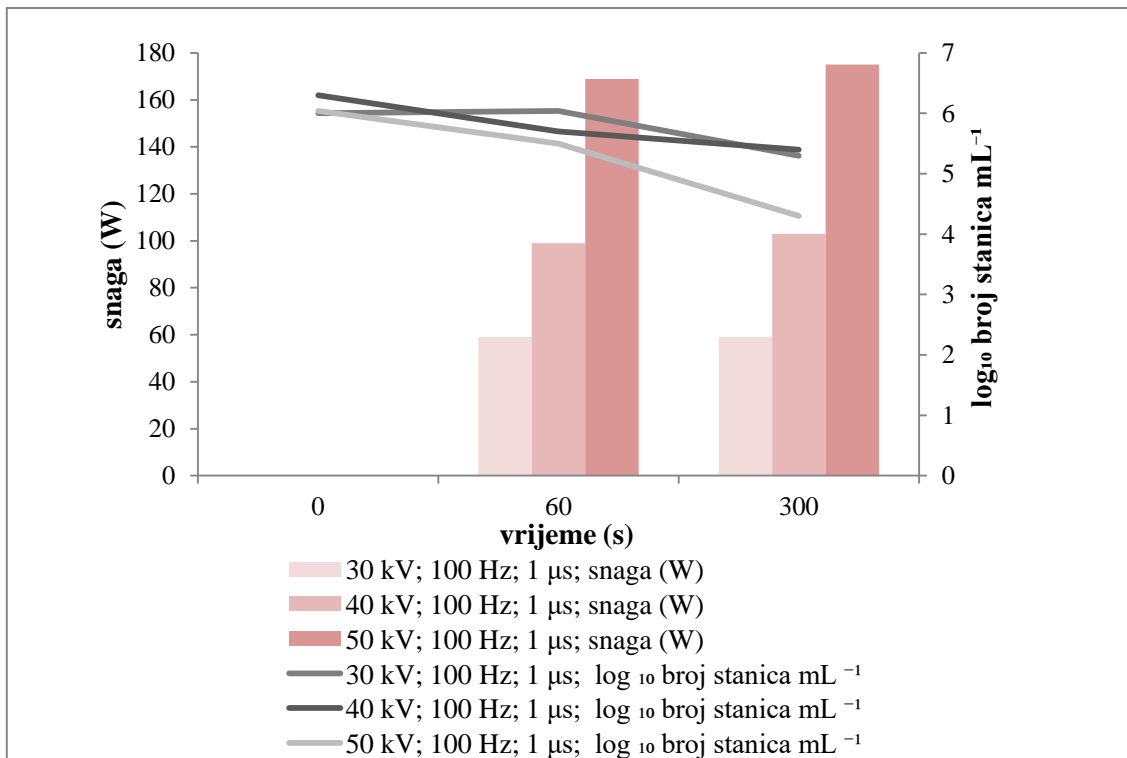 180
160
140
120
100
80
60
40
20
0
snaga (W)
7
6
5
4
3
2
1
0
log₁₀ broj stanica mL⁻¹
0 60 300
vrijeme (s)
30 kV; 100 Hz; 1 μs; snaga (W)
40 kV; 100 Hz; 1 μs; snaga (W)
50 kV; 100 Hz; 1 μs; snaga (W)
30 kV; 100 Hz; 1 μs; log ₁₀ broj stanica mL ⁻¹
40 kV; 100 Hz; 1 μs; log ₁₀ broj stanica mL ⁻¹
50 kV; 100 Hz; 1 μs; log ₁₀ broj stanica mL ⁻¹